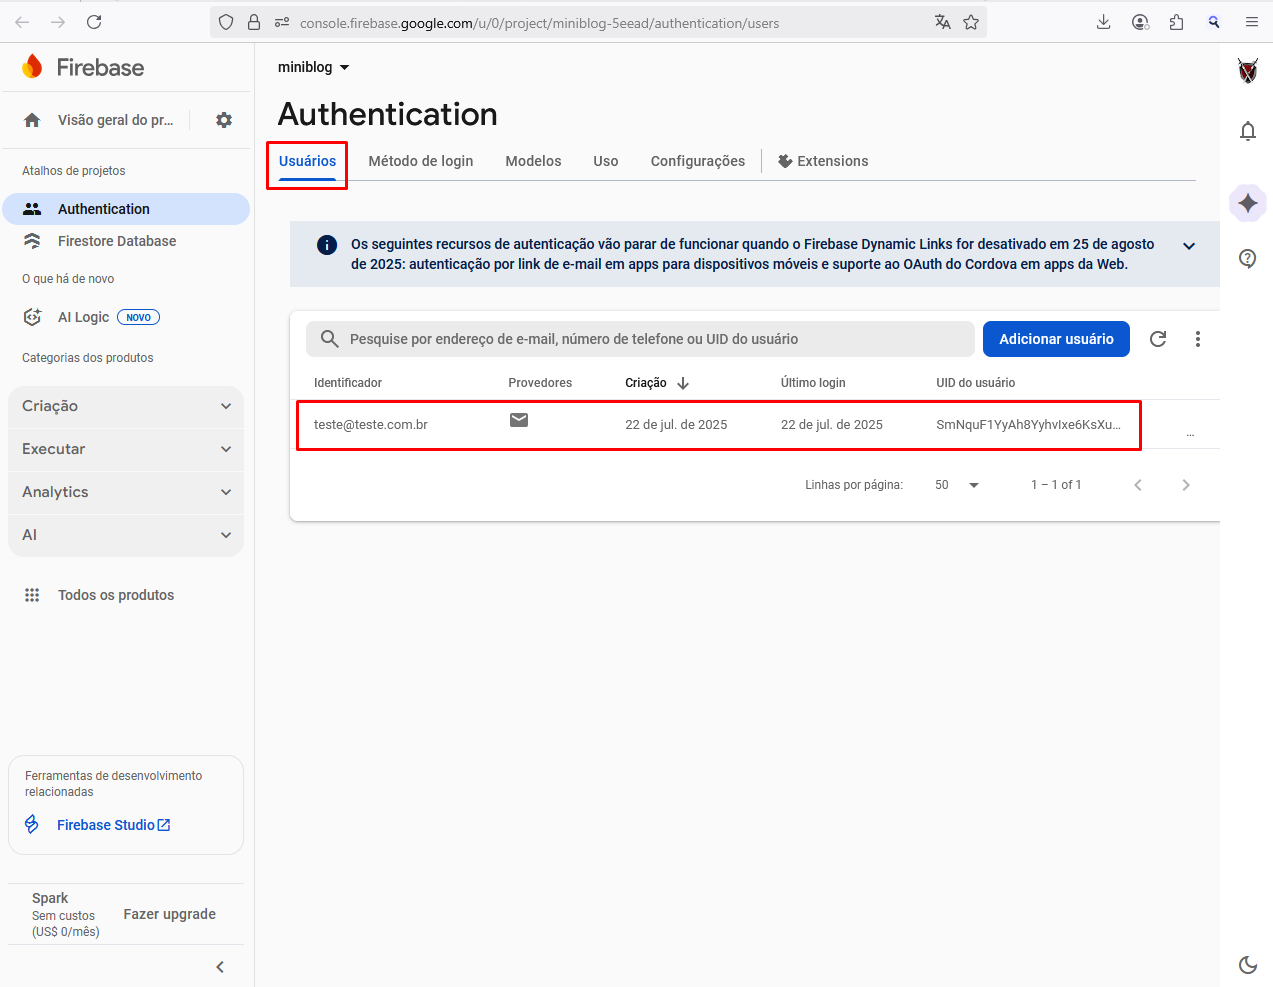 console.firebase.google.com/u/0/project/miniblog-5eead/authentication/users
Firebase
miniblog
Visão geral do pr...
Authentication
Usuários
Método de login
Modelos
Uso
Configurações
Extensions
Atalhos de projetos
Authentication
Firestore Database
O que há de novo
AI Logic
NOVO
Categorias dos produtos
Criação
Executar
Analytics
AI
Todos os produtos
Os seguintes recursos de autenticação vão parar de funcionar quando o Firebase Dynamic Links for desativado em 25 de agosto
de 2025: autenticação por link de e-mail em apps para dispositivos móveis e suporte ao OAuth do Cordova em apps da Web.
Pesquise por endereço de e-mail, número de telefone ou UID do usuário
Adicionar usuário
Identificador
Provedores
Criação
Último login
UID do usuário
teste@teste.com.br
22 de jul. de 2025
22 de jul. de 2025
SmNquF1YyAh8YyhvIxe6KsXu...
...
Linhas por página:
50
1 – 1 of 1
Ferramentas de desenvolvimento
relacionadas
Firebase Studio
Spark
Sem custos
(US$ 0/mês)
Fazer upgrade